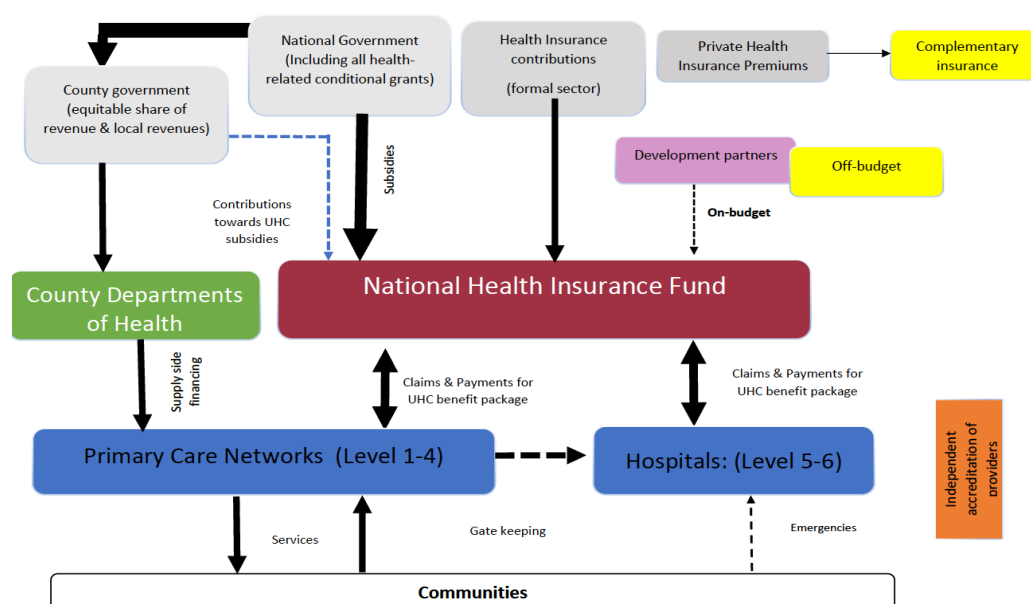 National Government
(Including all health-
related conditional grants)
Health Insurance
contributions
(formal sector)
Private Health
Insurance Premiums
Complementary
insurance
County government
(equitable share of
revenue & local revenues)
Development partners
Off-budget
Subsidies
Contributions
towards UHC
subsidies
On-budget
County Departments
of Health
National Health Insurance Fund
Supply side
financing
Claims & Payments for
UHC benefit package
Claims & Payments for
UHC benefit package
Independent
accreditation of
providers
Primary Care Networks (Level 1-4)
Hospitals: (Level 5-6)
Services
Gate keeping
Emergencies
Communities